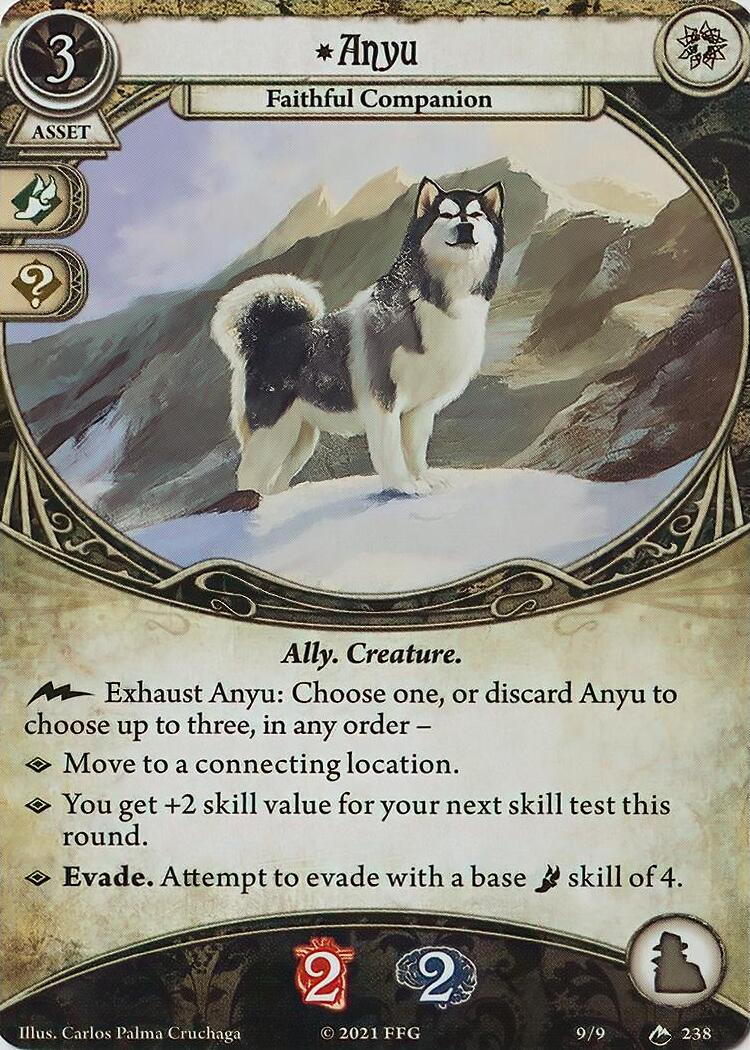 3
Anyu
ASSET
Faithful Companion
?
Ally. Creature.
Exhaust Anyu: Choose one, or discard Anyu to
choose up to three, in any order –
Move to a connecting location.
You get +2 skill value for your next skill test this
round.
Evade. Attempt to evade with a base skill of 4.
2 2
Illus. Carlos Palma Cruchaga © 2021 FFG 9/9 238